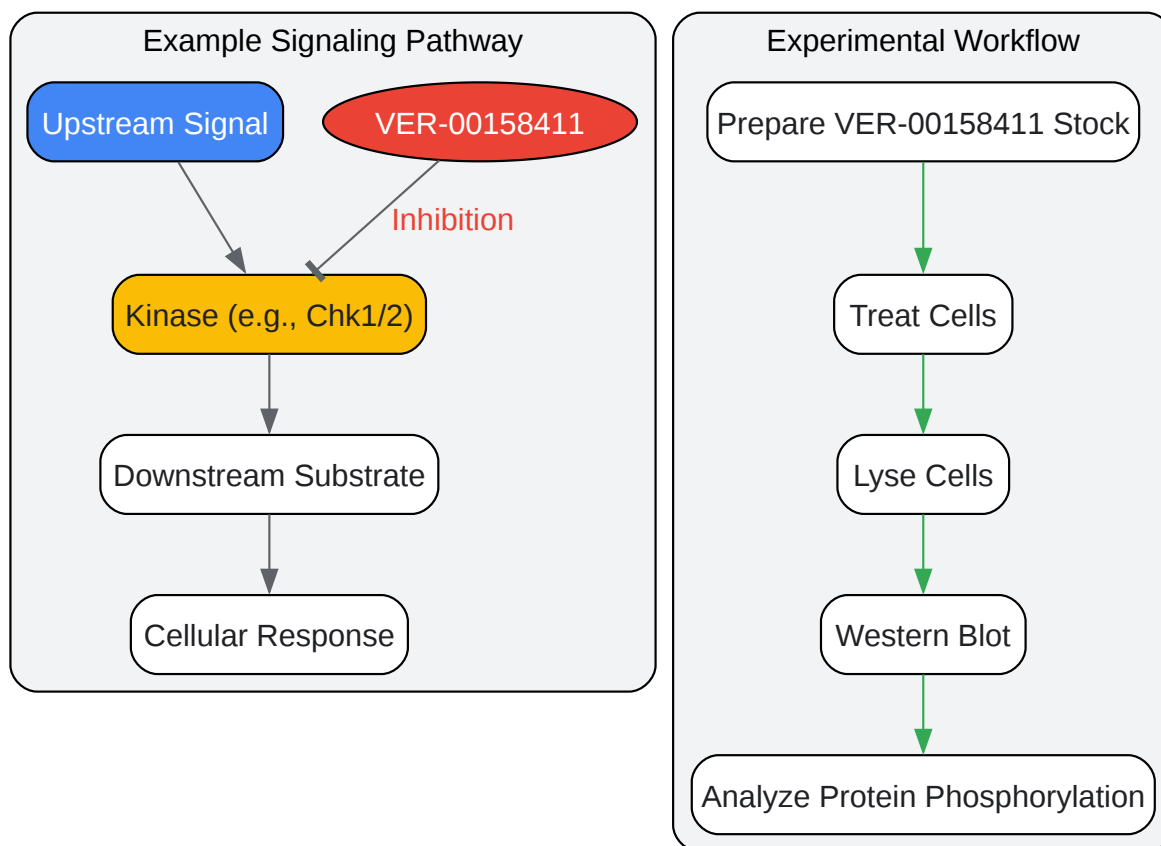 Example Signaling Pathway
Upstream Signal
VER-00158411
Inhibition
Kinase (e.g., Chk1/2)
Downstream Substrate
Cellular Response
Experimental Workflow
Prepare VER-00158411 Stock
Treat Cells
Lyse Cells
Western Blot
Analyze Protein Phosphorylation